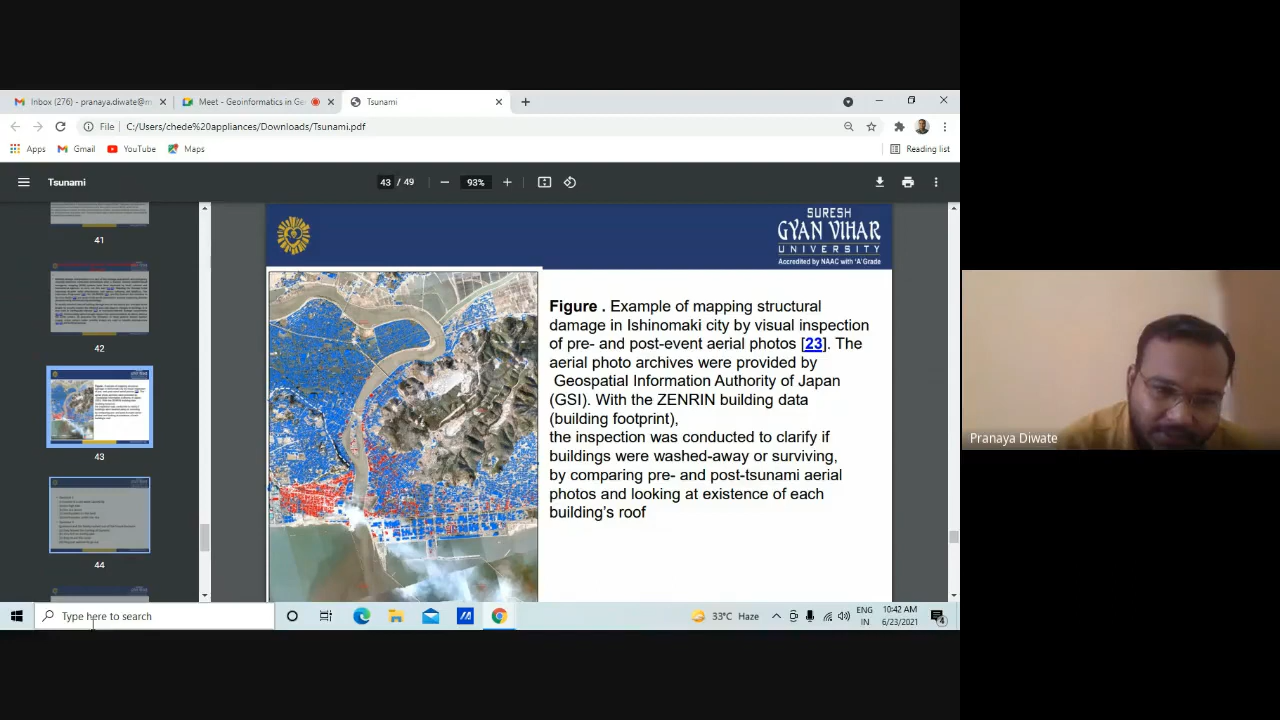 Inbox (276) - pranaya.diwate@m
Meet - Geoinformatics in Ge
Tsunami
File
C:/Users/chede%20appliances/Downloads/Tsunami.pdf
Apps
Gmail
YouTube
Maps
Reading list
Tsunami
43 / 49
93%
41
42
43
44
SURESH
GYAN VIHAR
UNIVERSITY
Accredited by NAAC with 'A' Grade
Figure . Example of mapping structural
damage in Ishinomaki city by visual inspection
of pre- and post-event aerial photos [23]. The
aerial photo archives were provided by
Geospatial Information Authority of Japan
(GSI). With the ZENRIN building data
(building footprint),
the inspection was conducted to clarify if
buildings were washed-away or surviving,
by comparing pre- and post-tsunami aerial
photos and looking at existence of each
building's roof
Pranaya Diwate
Type here to search
33°C Haze
ENG
IN
10:42 AM
6/23/2021
4